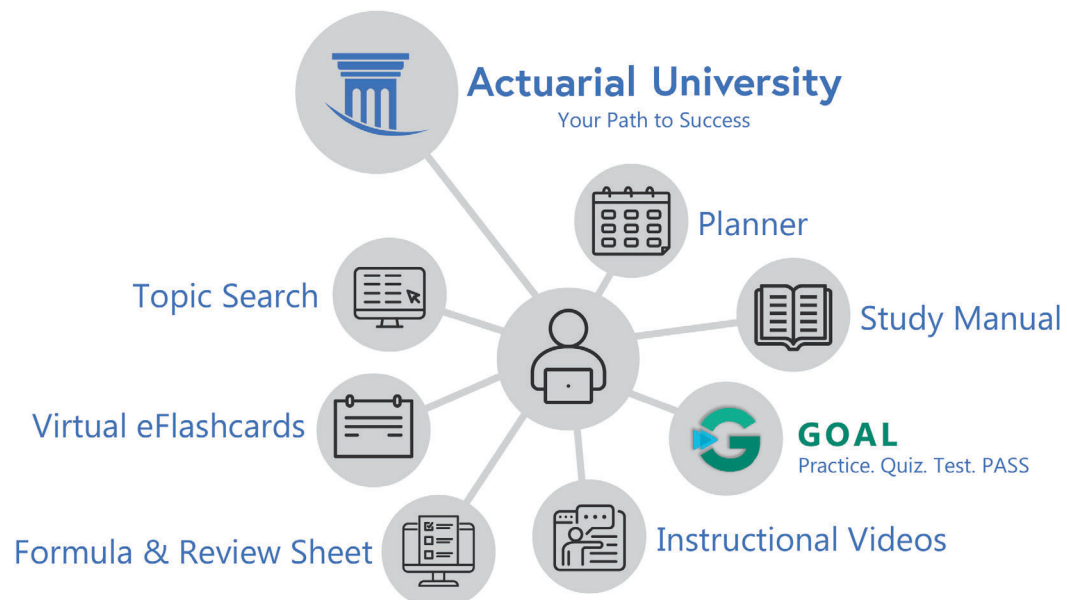 Actuarial University
Your Path to Success
Planner
Topic Search
Study Manual
Virtual eFlashcards
GOAL
Practice. Quiz. Test. PASS
Formula & Review Sheet
Instructional Videos